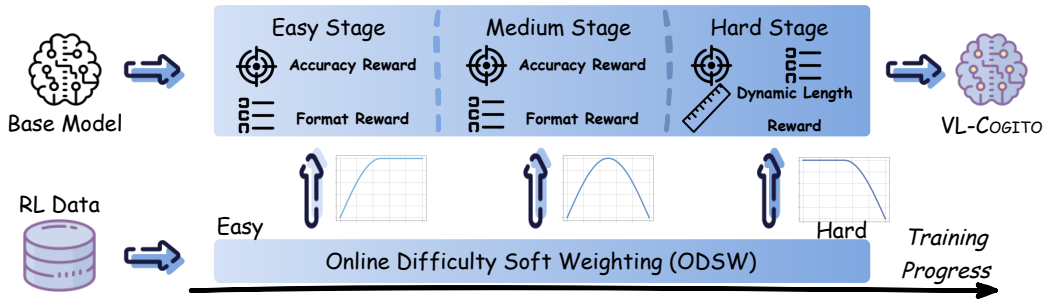 Easy Stage
Medium Stage
Hard Stage
Accuracy Reward
Accuracy Reward
Dynamic Length
Format Reward
Format Reward
Reward
Base Model
VL-COGITO
RL Data
Easy
Hard
Online Difficulty Soft Weighting (ODSW)
Training
Progress